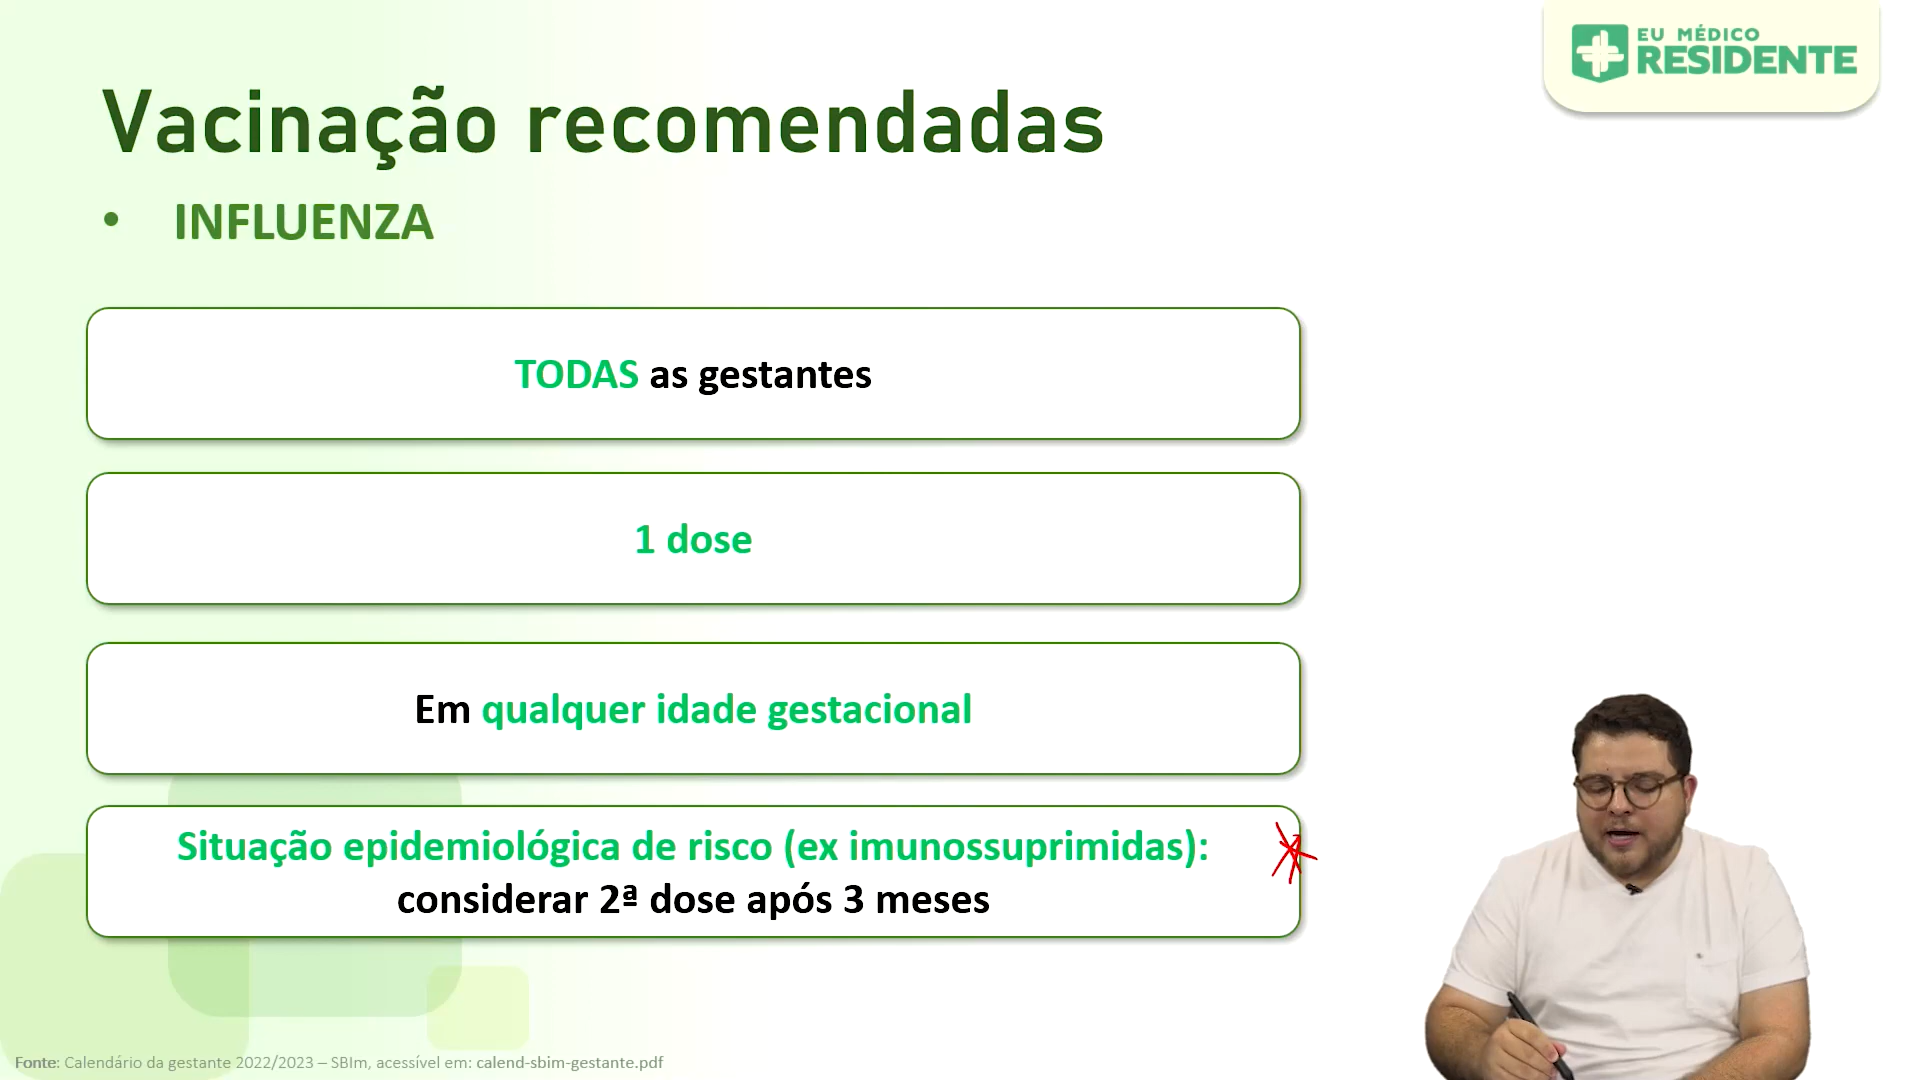 EU MÉDICO
RESIDENTE
Vacinação recomendadas
• INFLUENZA
TODAS as gestantes
1 dose
Em qualquer idade gestacional
Situação epidemiológica de risco (ex imunossuprimidas):
considerar 2ª dose após 3 meses
Fonte: Calendário da gestante 2022/2023 – SBIm, acessível em: calend-sbim-gestante.pdf